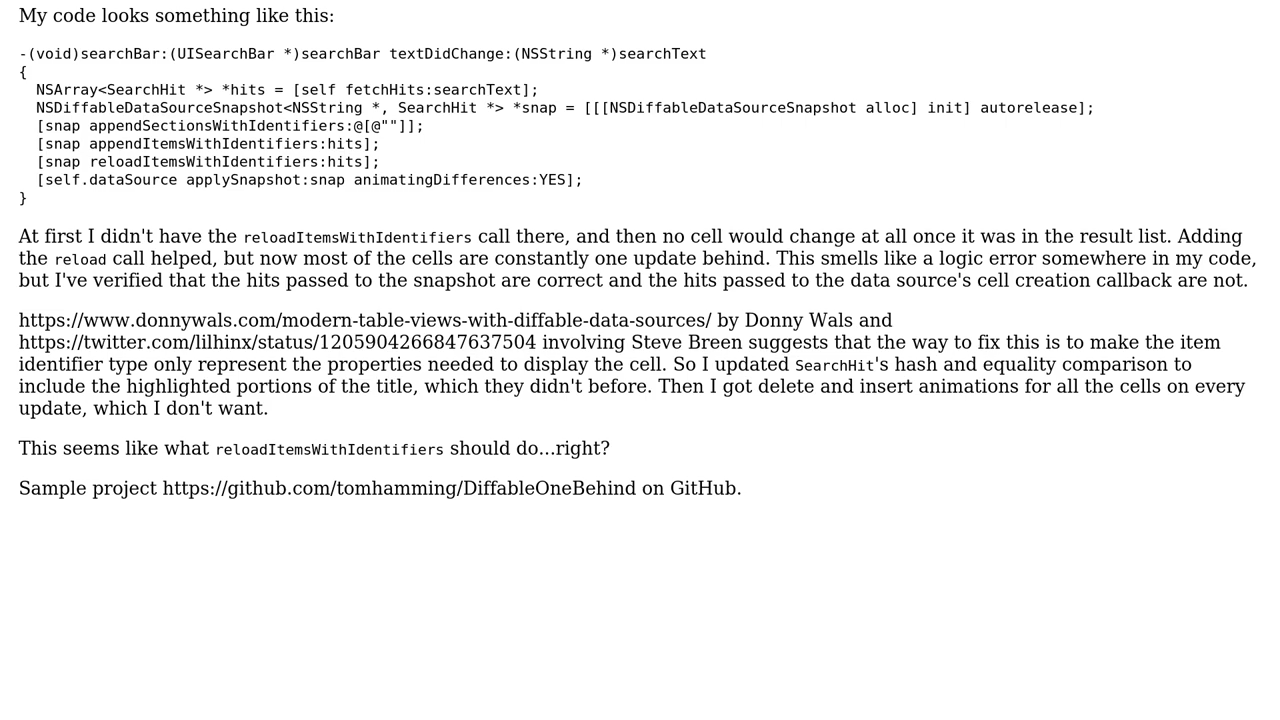 My code looks something like this:
-(void)searchBar:(UISearchBar *)searchBar textDidChange:(NSString *)searchText
{
  NSArray<SearchHit *> *hits = [self fetchHits:searchText];
  NSDiffableDataSourceSnapshot<NSString *, SearchHit *> *snap = [[[NSDiffableDataSourceSnapshot alloc] init] autorelease];
  [snap appendSectionsWithIdentifiers:@[@""]];
  [snap appendItemsWithIdentifiers:hits];
  [snap reloadItemsWithIdentifiers:hits];
  [self.dataSource applySnapshot:snap animatingDifferences:YES];
}
At first I didn't have the reloadItemsWithIdentifiers call there, and then no cell would change at all once it was in the result list. Adding
the reload call helped, but now most of the cells are constantly one update behind. This smells like a logic error somewhere in my code,
but I've verified that the hits passed to the snapshot are correct and the hits passed to the data source's cell creation callback are not.
https://www.donnywals.com/modern-table-views-with-diffable-data-sources/ by Donny Wals and
https://twitter.com/lilhinx/status/1205904266847637504 involving Steve Breen suggests that the way to fix this is to make the item
identifier type only represent the properties needed to display the cell. So I updated SearchHit's hash and equality comparison to
include the highlighted portions of the title, which they didn't before. Then I got delete and insert animations for all the cells on every
update, which I don't want.
This seems like what reloadItemsWithIdentifiers should do...right?
Sample project https://github.com/tomhamming/DiffableOneBehind on GitHub.